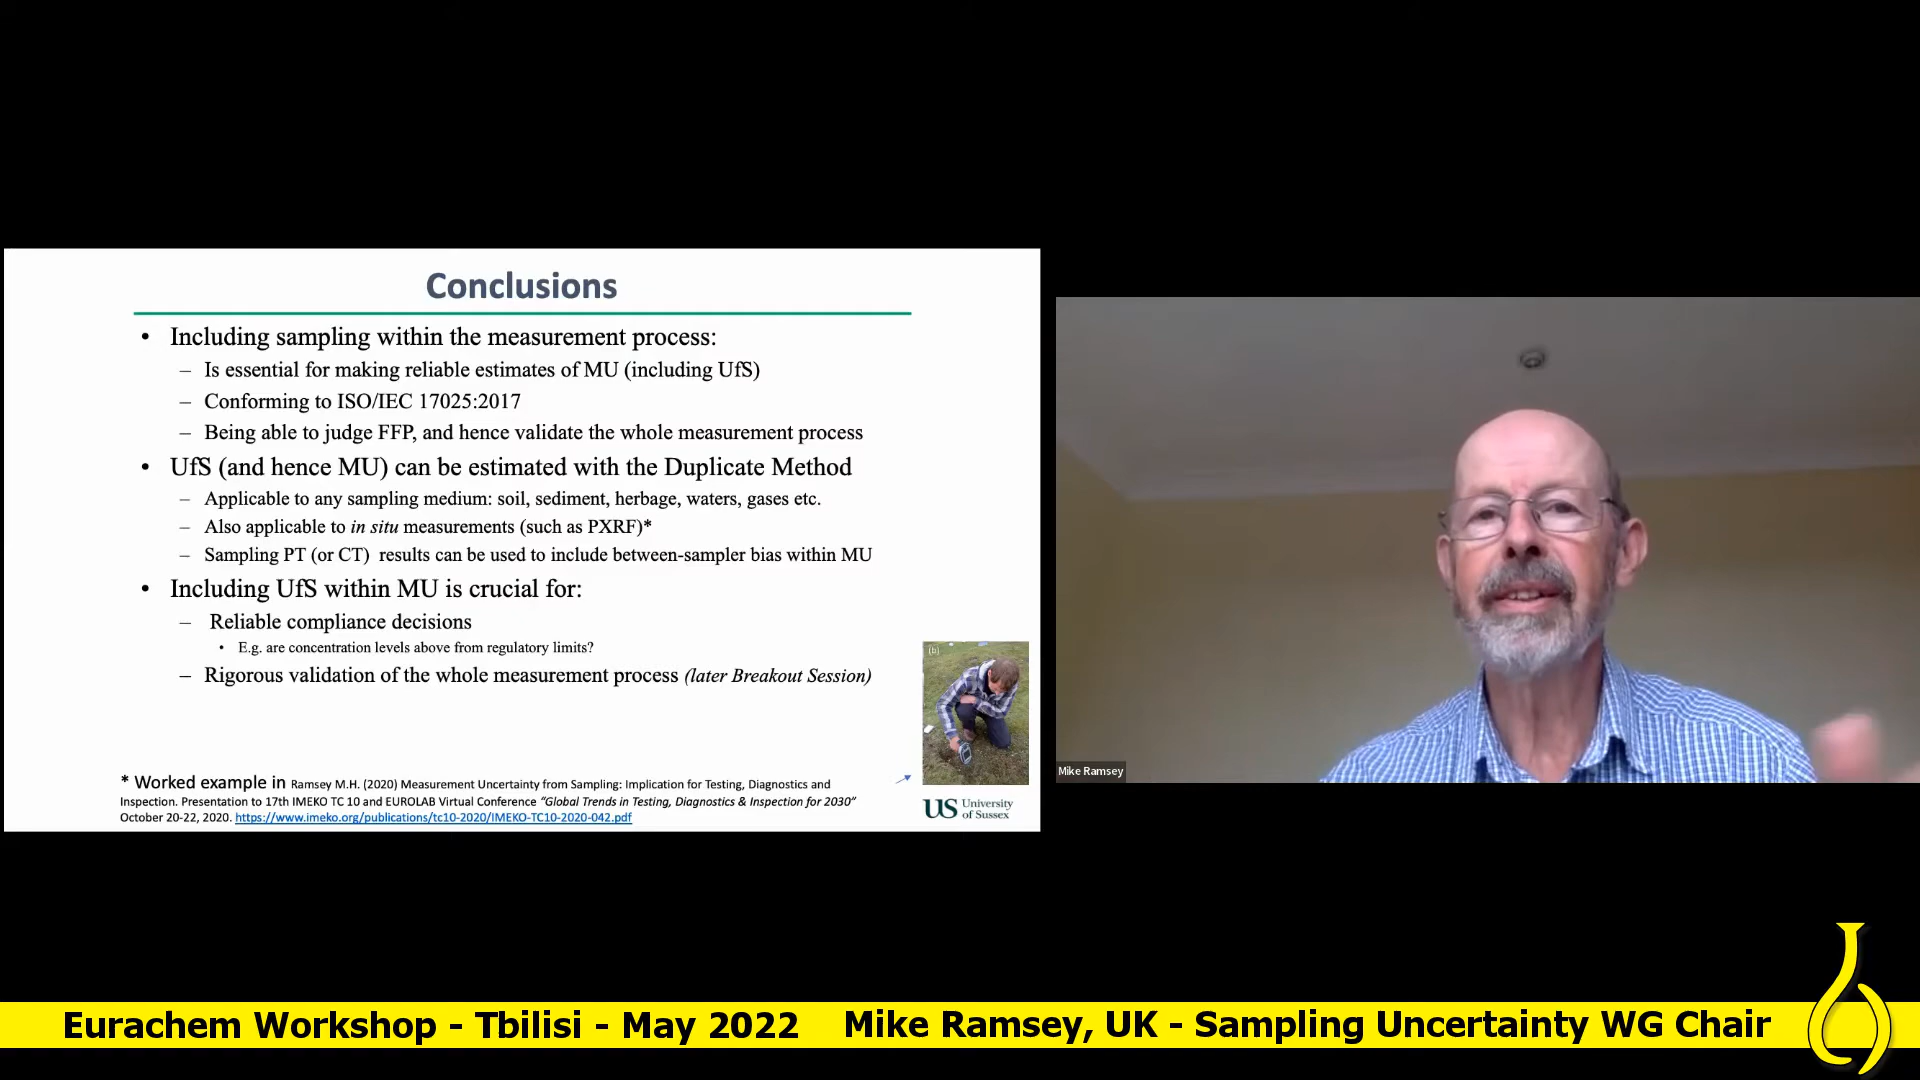 Conclusions
• Including sampling within the measurement process:
– Is essential for making reliable estimates of MU (including UfS)
– Conforming to ISO/IEC 17025:2017
– Being able to judge FFP, and hence validate the whole measurement process
• UfS (and hence MU) can be estimated with the Duplicate Method
– Applicable to any sampling medium: soil, sediment, herbage, waters, gases etc.
– Also applicable to in situ measurements (such as PXRF)*
– Sampling PT (or CT) results can be used to include between-sampler bias within MU
• Including UfS within MU is crucial for:
– Reliable compliance decisions
• E.g. are concentration levels above from regulatory limits?
– Rigorous validation of the whole measurement process (later Breakout Session)
(b)
* Worked example in Ramsey M.H. (2020) Measurement Uncertainty from Sampling: Implication for Testing, Diagnostics and
Inspection. Presentation to 17th IMEKO TC 10 and EUROLAB Virtual Conference “Global Trends in Testing, Diagnostics & Inspection for 2030”
October 20-22, 2020. https://www.imeko.org/publications/tc10-2020/IMEKO-TC10-2020-042.pdf
US University
of Sussex
Mike Ramsey
Eurachem Workshop - Tbilisi - May 2022 Mike Ramsey, UK - Sampling Uncertainty WG Chair